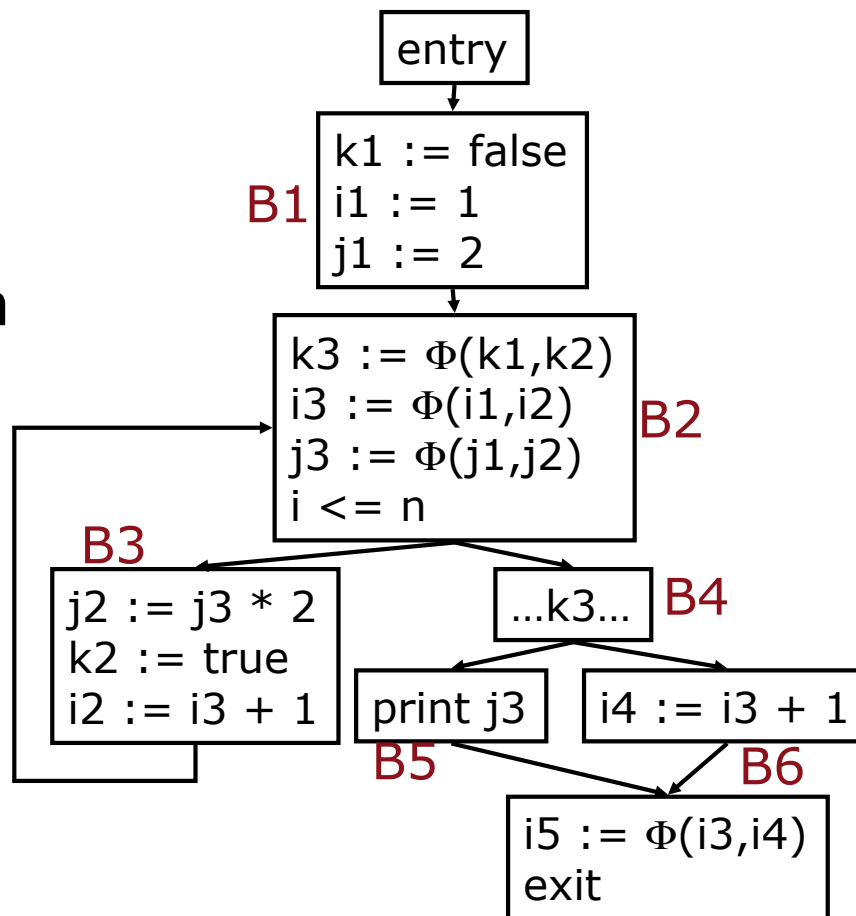 entry
B1
k1 := false
i1 := 1
j1 := 2
k3 := Φ(k1,k2)
i3 := Φ(i1,i2)
j3 := Φ(j1,j2)
i <= n
B2
B3
j2 := j3 * 2
k2 := true
i2 := i3 + 1
...k3...
B4
print j3
B5
i4 := i3 + 1
B6
i5 := Φ(i3,i4)
exit